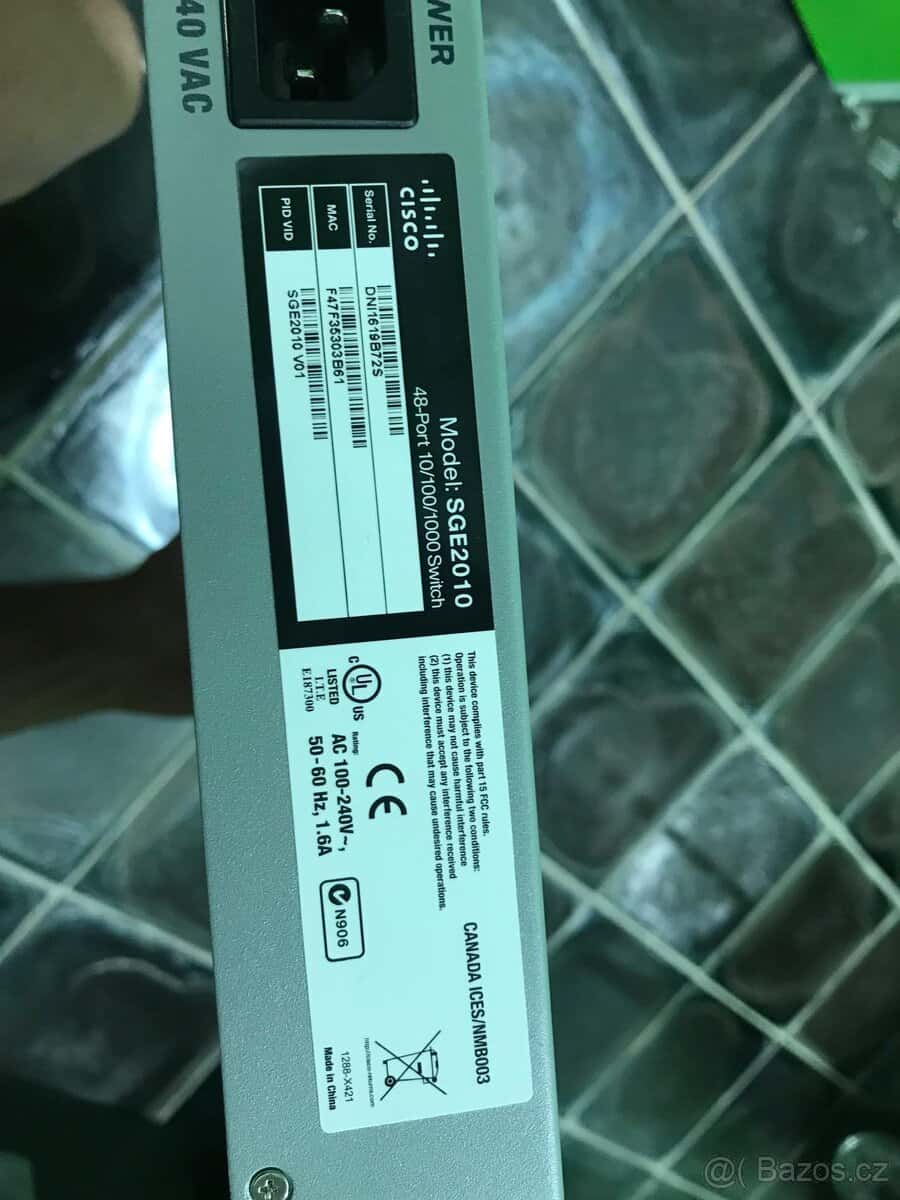 40 VAC
WER
CISCO
Model: SGE2010
48-Port 10/100/1000 Switch
Serial No.
DNI1619B72S
MAC
F47F35303B61
PID VID
SGE2010 V01
This device complies with part 15 FCC rules.
Operation is subject to the following two conditions:
(1) this device may not cause harmful interference
(2) this device must accept any interference received
including interference that may cause undesired operations.
CANADA ICES/NMB003
C UL US
LISTED
I.T.E
E187300
CE
Rating:
AC 100-240V~,
50-60 Hz, 1.6A
N906
1288-X421
Made in China
@( Bazos.cz